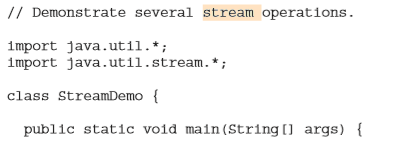 // Demonstrate several stream operations.
import java.util.*;
import java.util.stream.*;
class StreamDemo {
public static void main(String[] args) {